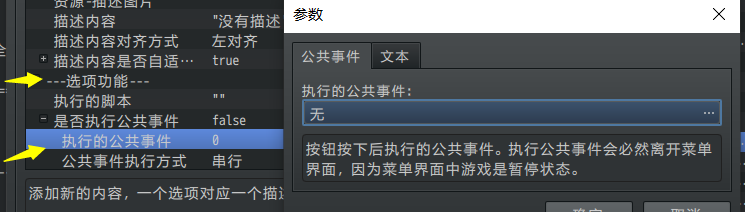 资源-描述图片
描述内容 "没有描述
描述内容对齐方式 左对齐
描述内容是否自适… true
---选项功能---
执行的脚本 ""
是否执行公共事件 false
执行的公共事件 0
公共事件执行方式 串行
添加新的内容，一个选项对应一个描述
参数
公共事件 文本
执行的公共事件:
无 …
按钮按下后执行的公共事件。执行公共事件会必然离开菜单
界面，因为菜单界面中游戏是暂停状态。
确定 取消